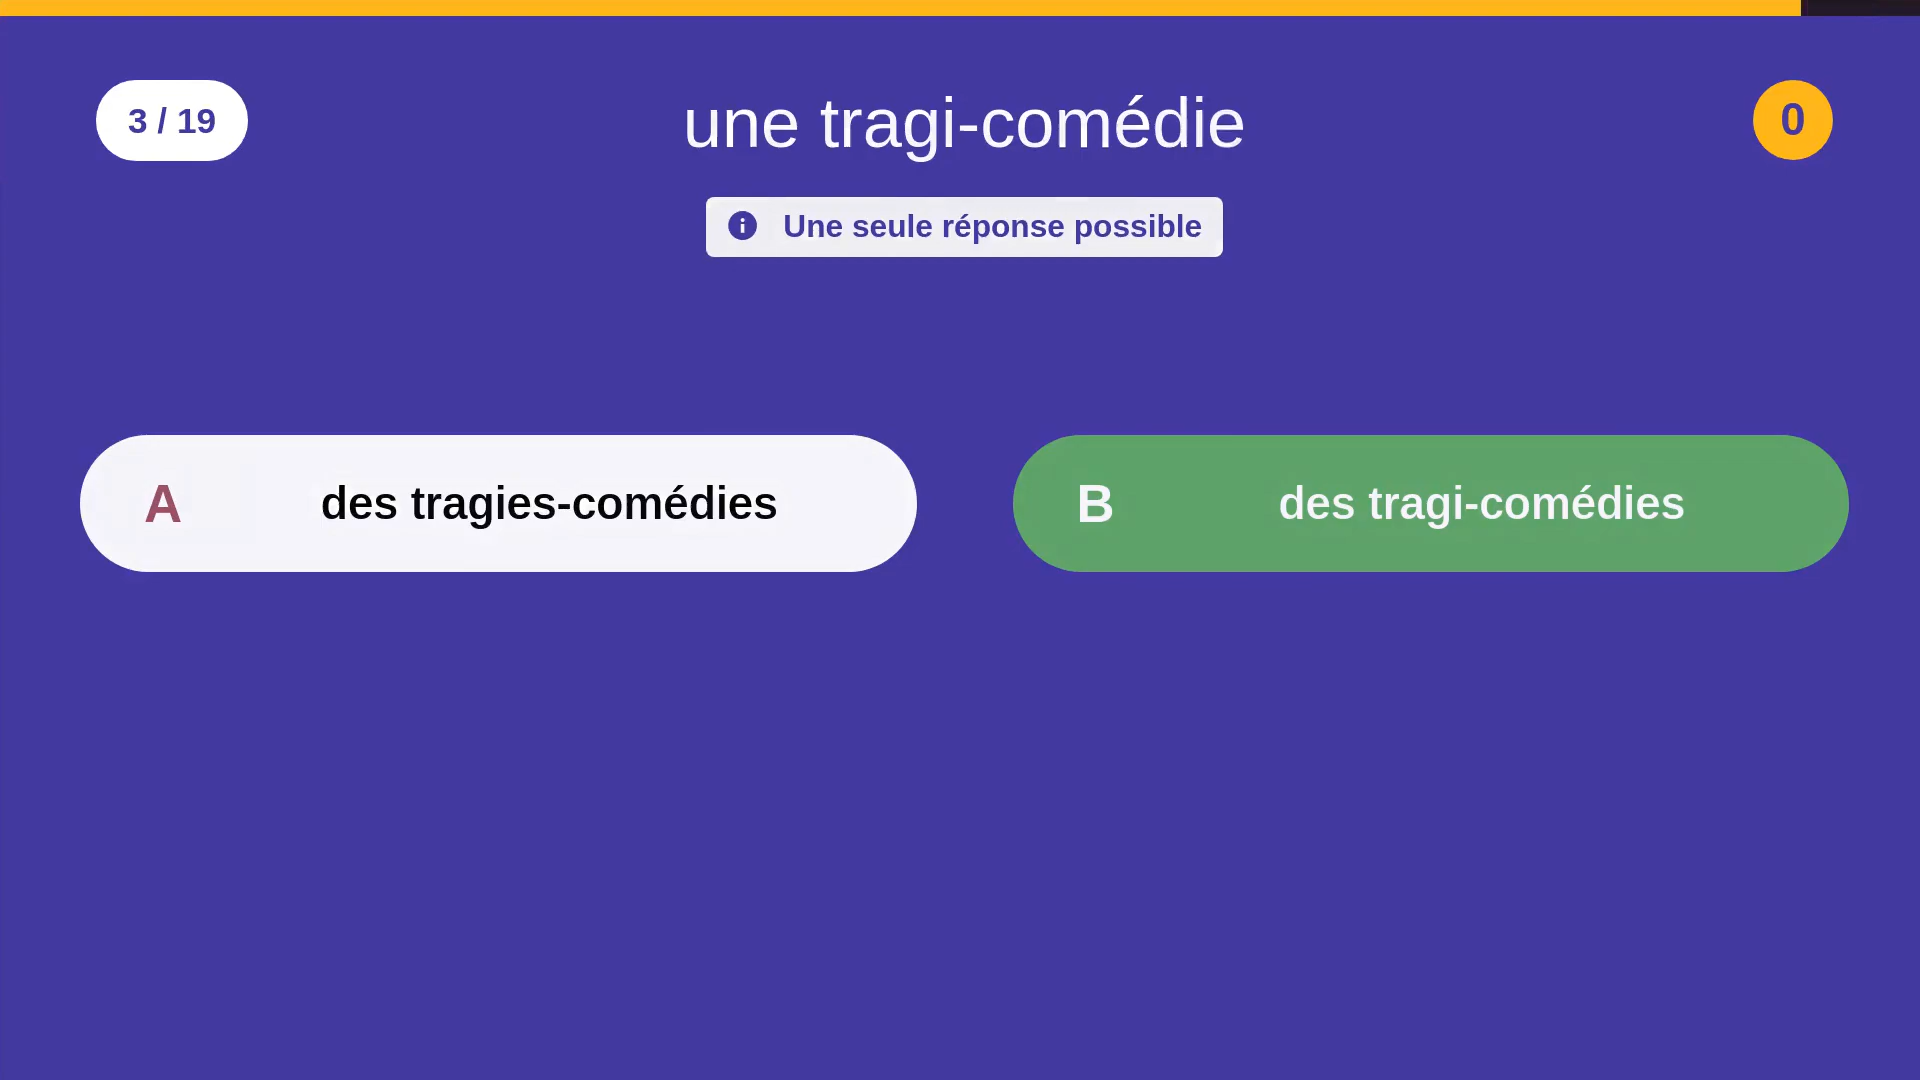 3 / 19
une tragi-comédie
0
Une seule réponse possible
A des tragies-comédies
B des tragi-comédies